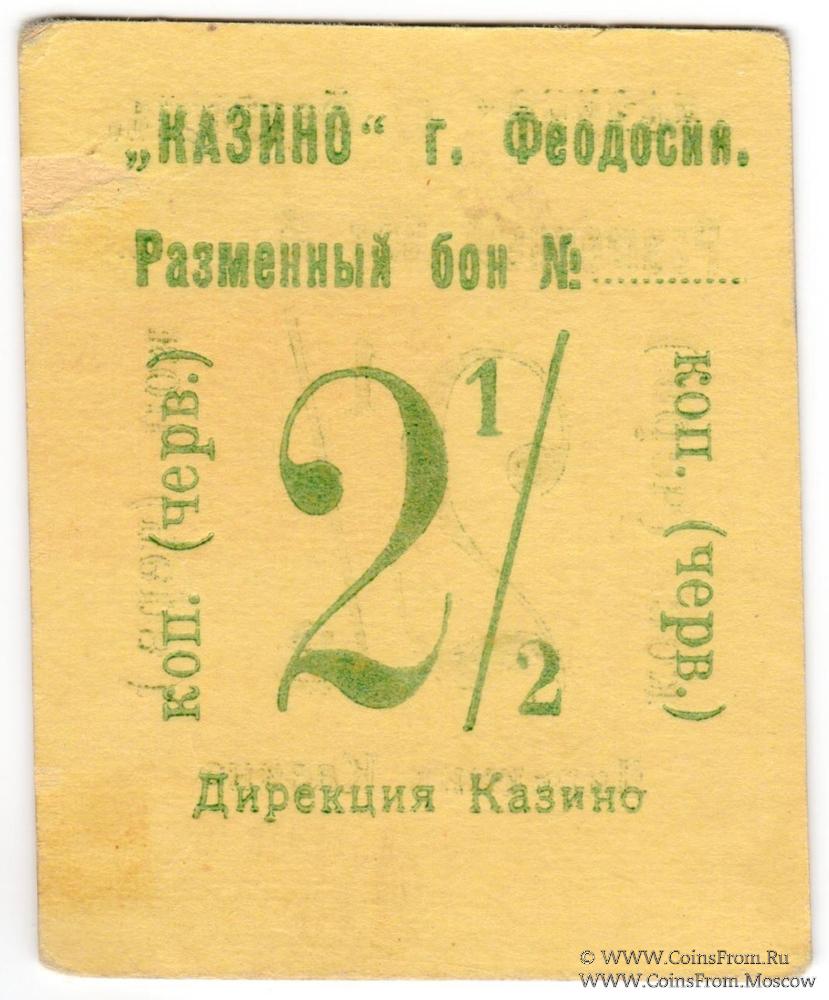 „КАЗИНО“ г. Феодосии.
Разменный бон №
коп. (черв.)
2 1/2
коп. (черв.)
Дирекция Казино
© WWW.CoinsFrom.Ru
WWW.CoinsFrom.Moscow